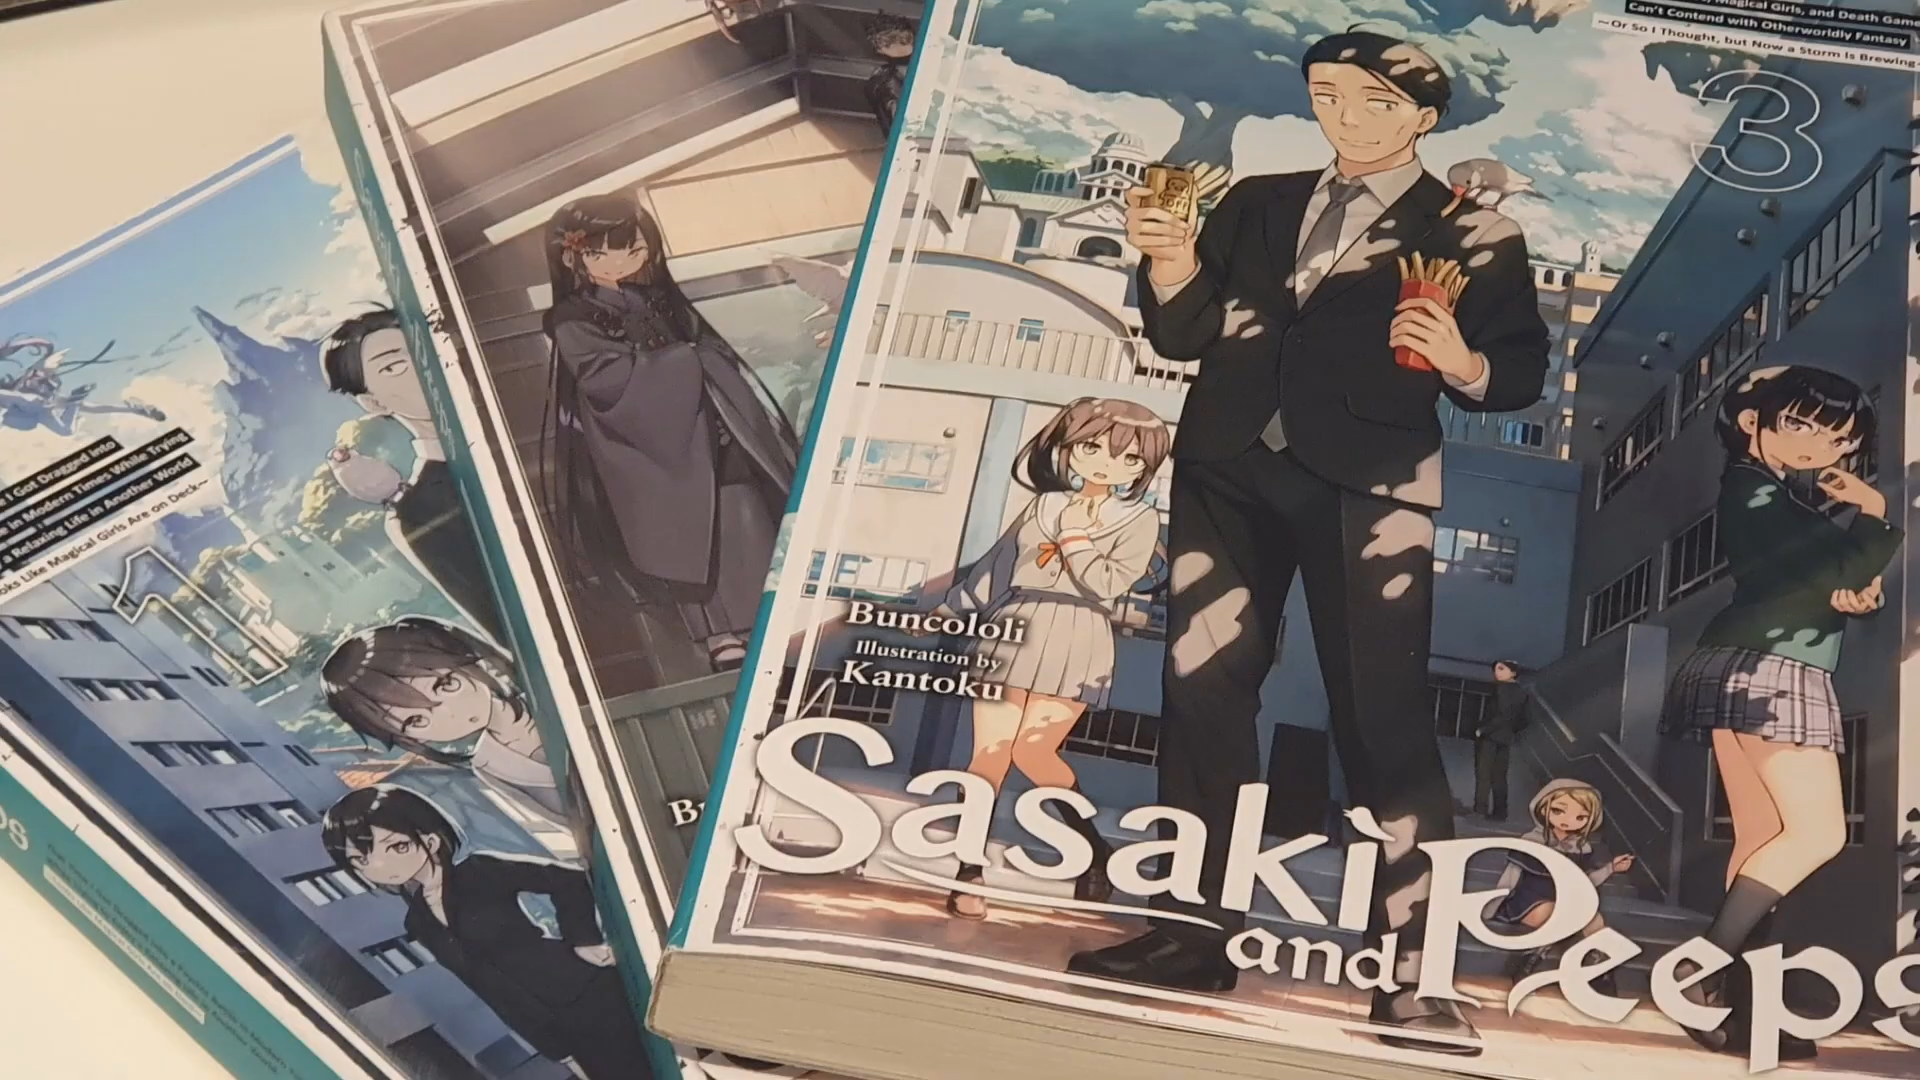 Magical Girls, and Death Game
Can't Contend with Otherworldly Fantasy
~Or So I Thought, but Now a Storm Is Brewing~
3
Buncololi
Illustration by
Kantoku
Sasaki
and Peeps
I Got Dragged into
in Modern Times While Trying
a Relaxing Life in Another World
Like Magical Girls Are on Deck~
1